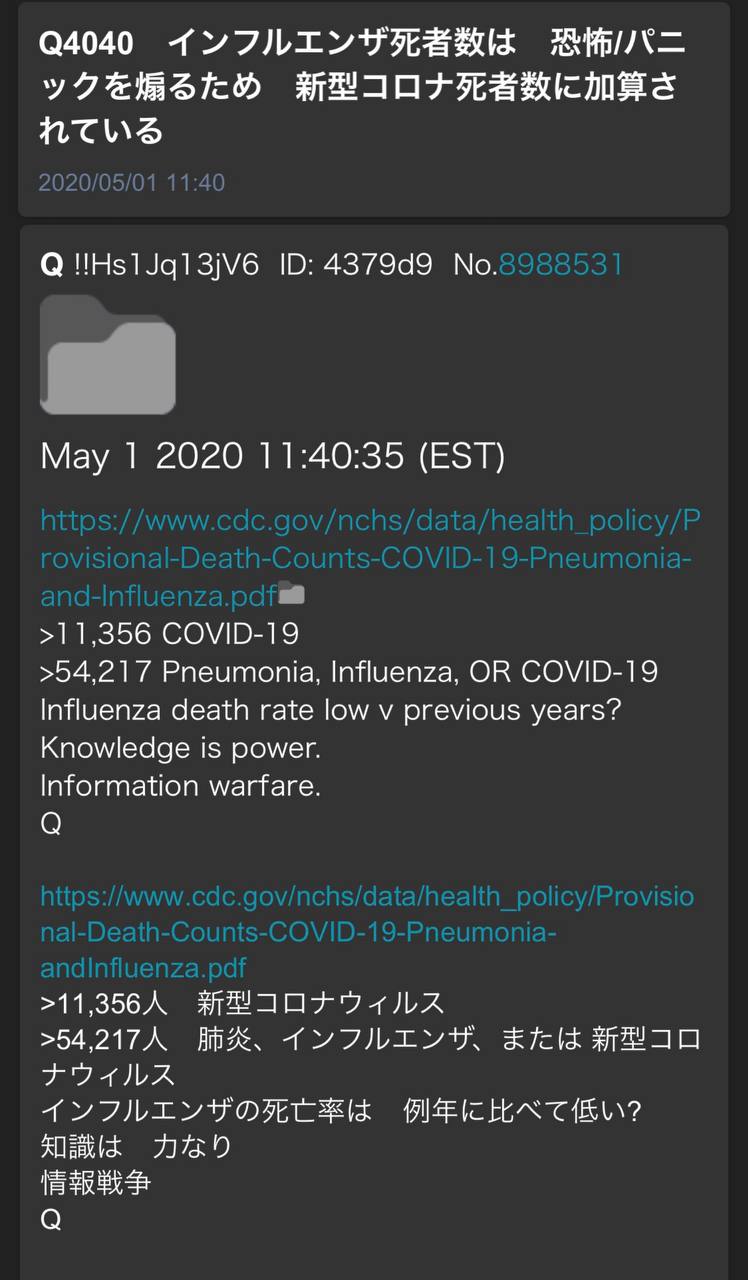 Q4040　インフルエンザ死者数は　恐怖/パニ
ックを煽るため　新型コロナ死者数に加算さ
れている
2020/05/01 11:40
Q !!Hs1Jq13jV6 ID: 4379d9 No.8988531
May 1 2020 11:40:35 (EST)
https://www.cdc.gov/nchs/data/health_policy/P
rovisional-Death-Counts-COVID-19-Pneumonia-
and-Influenza.pdf
>11,356 COVID-19
>54,217 Pneumonia, Influenza, OR COVID-19
Influenza death rate low v previous years?
Knowledge is power.
Information warfare.
Q
https://www.cdc.gov/nchs/data/health_policy/Provisio
nal-Death-Counts-COVID-19-Pneumonia-
andInfluenza.pdf
>11,356人　新型コロナウィルス
>54,217人　肺炎、インフルエンザ、または 新型コロ
ナウィルス
インフルエンザの死亡率は　例年に比べて低い?
知識は　力なり
情報戦争
Q